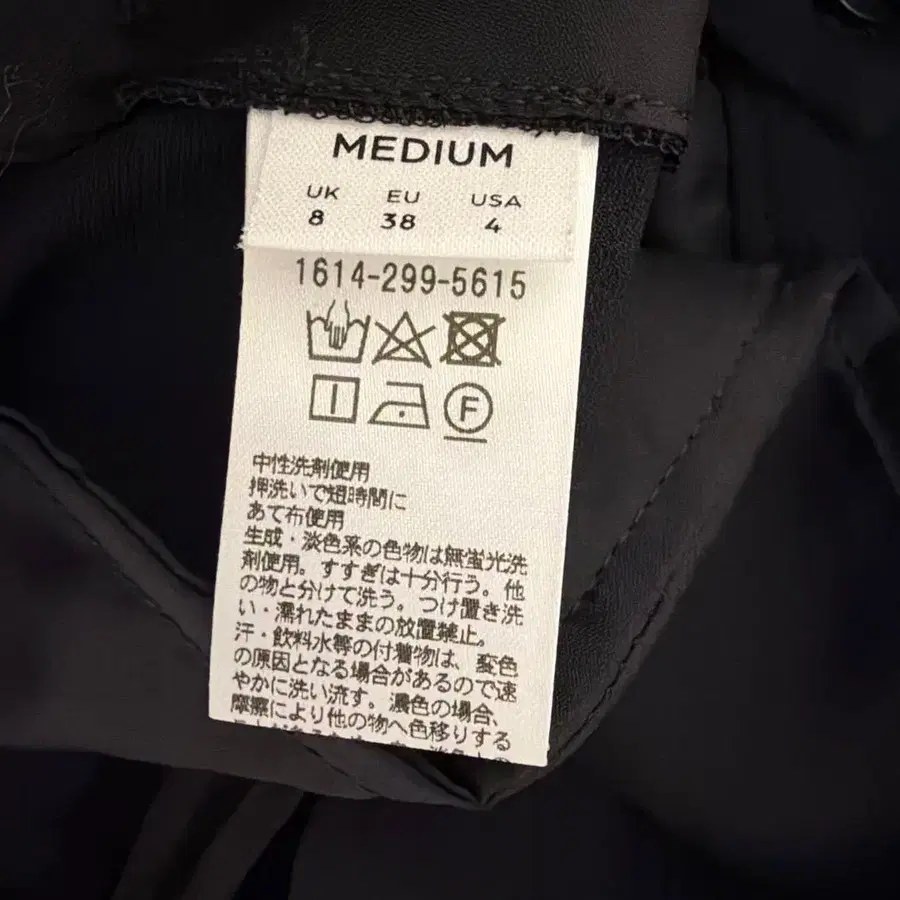 MEDIUM
UK EU USA
8 38 4
1614-299-5615
F
中性洗剤使用
押洗いで短時間に
あて布使用
生成・淡色系の色物は無蛍光洗
剤使用。すすぎは十分行う。他
の物と分けて洗う。つけ置き洗
い・濡れたままの放置禁止。
汗・飲料水等の付着物は、変色
の原因となる場合があるので速
やかに洗い流す。濃色の場合、
摩擦により他の物へ色移りする